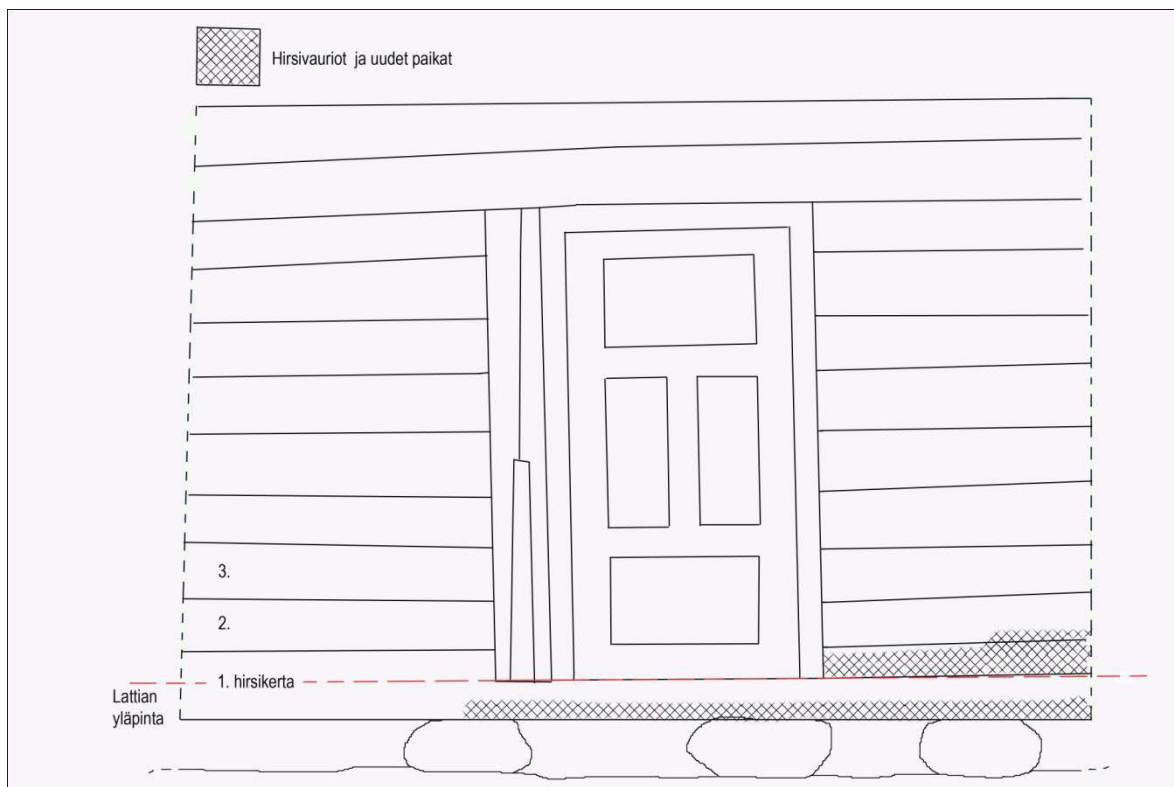 Hirsivauriot ja uudet paikat
3.
2.
1. hirsikerta
Lattian
yläpinta